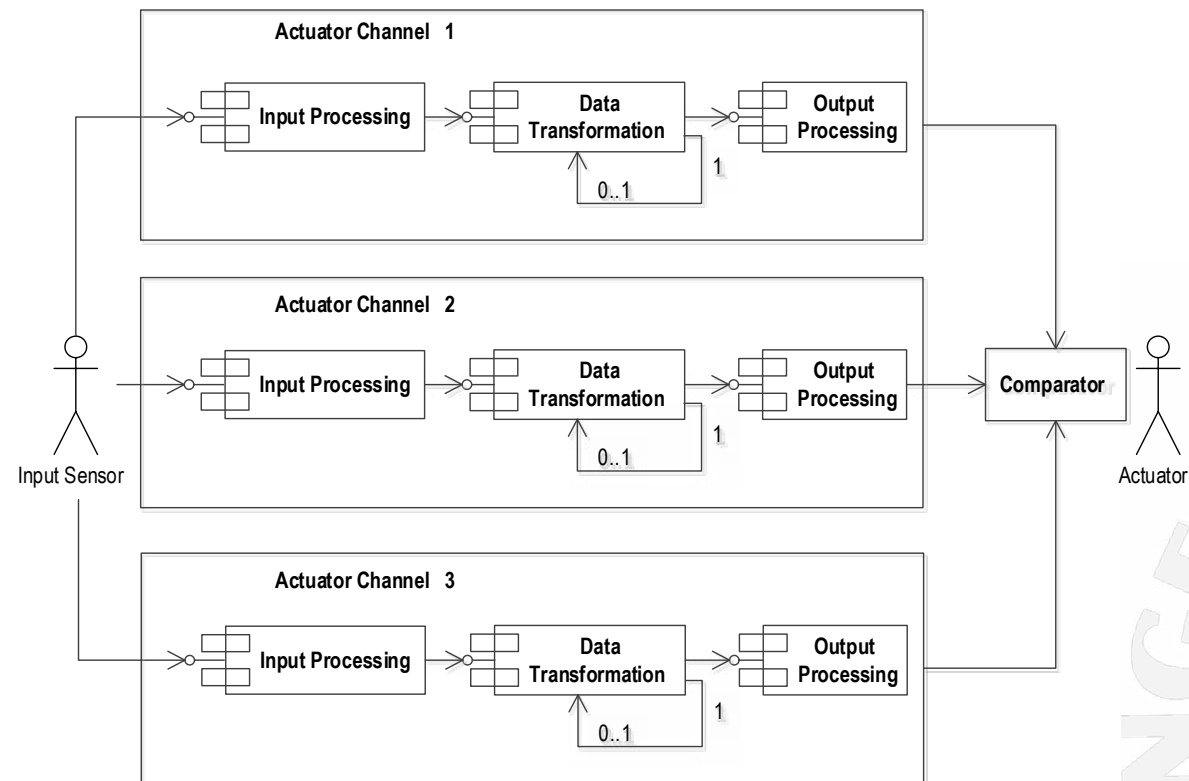 Actuator Channel 1
Input Processing
Data
Transformation
Output
Processing
1
0..1
Actuator Channel 2
Input Processing
Data
Transformation
Output
Processing
Comparator
1
0..1
Input Sensor
Actuator
Actuator Channel 3
Input Processing
Data
Transformation
Output
Processing
1
0..1